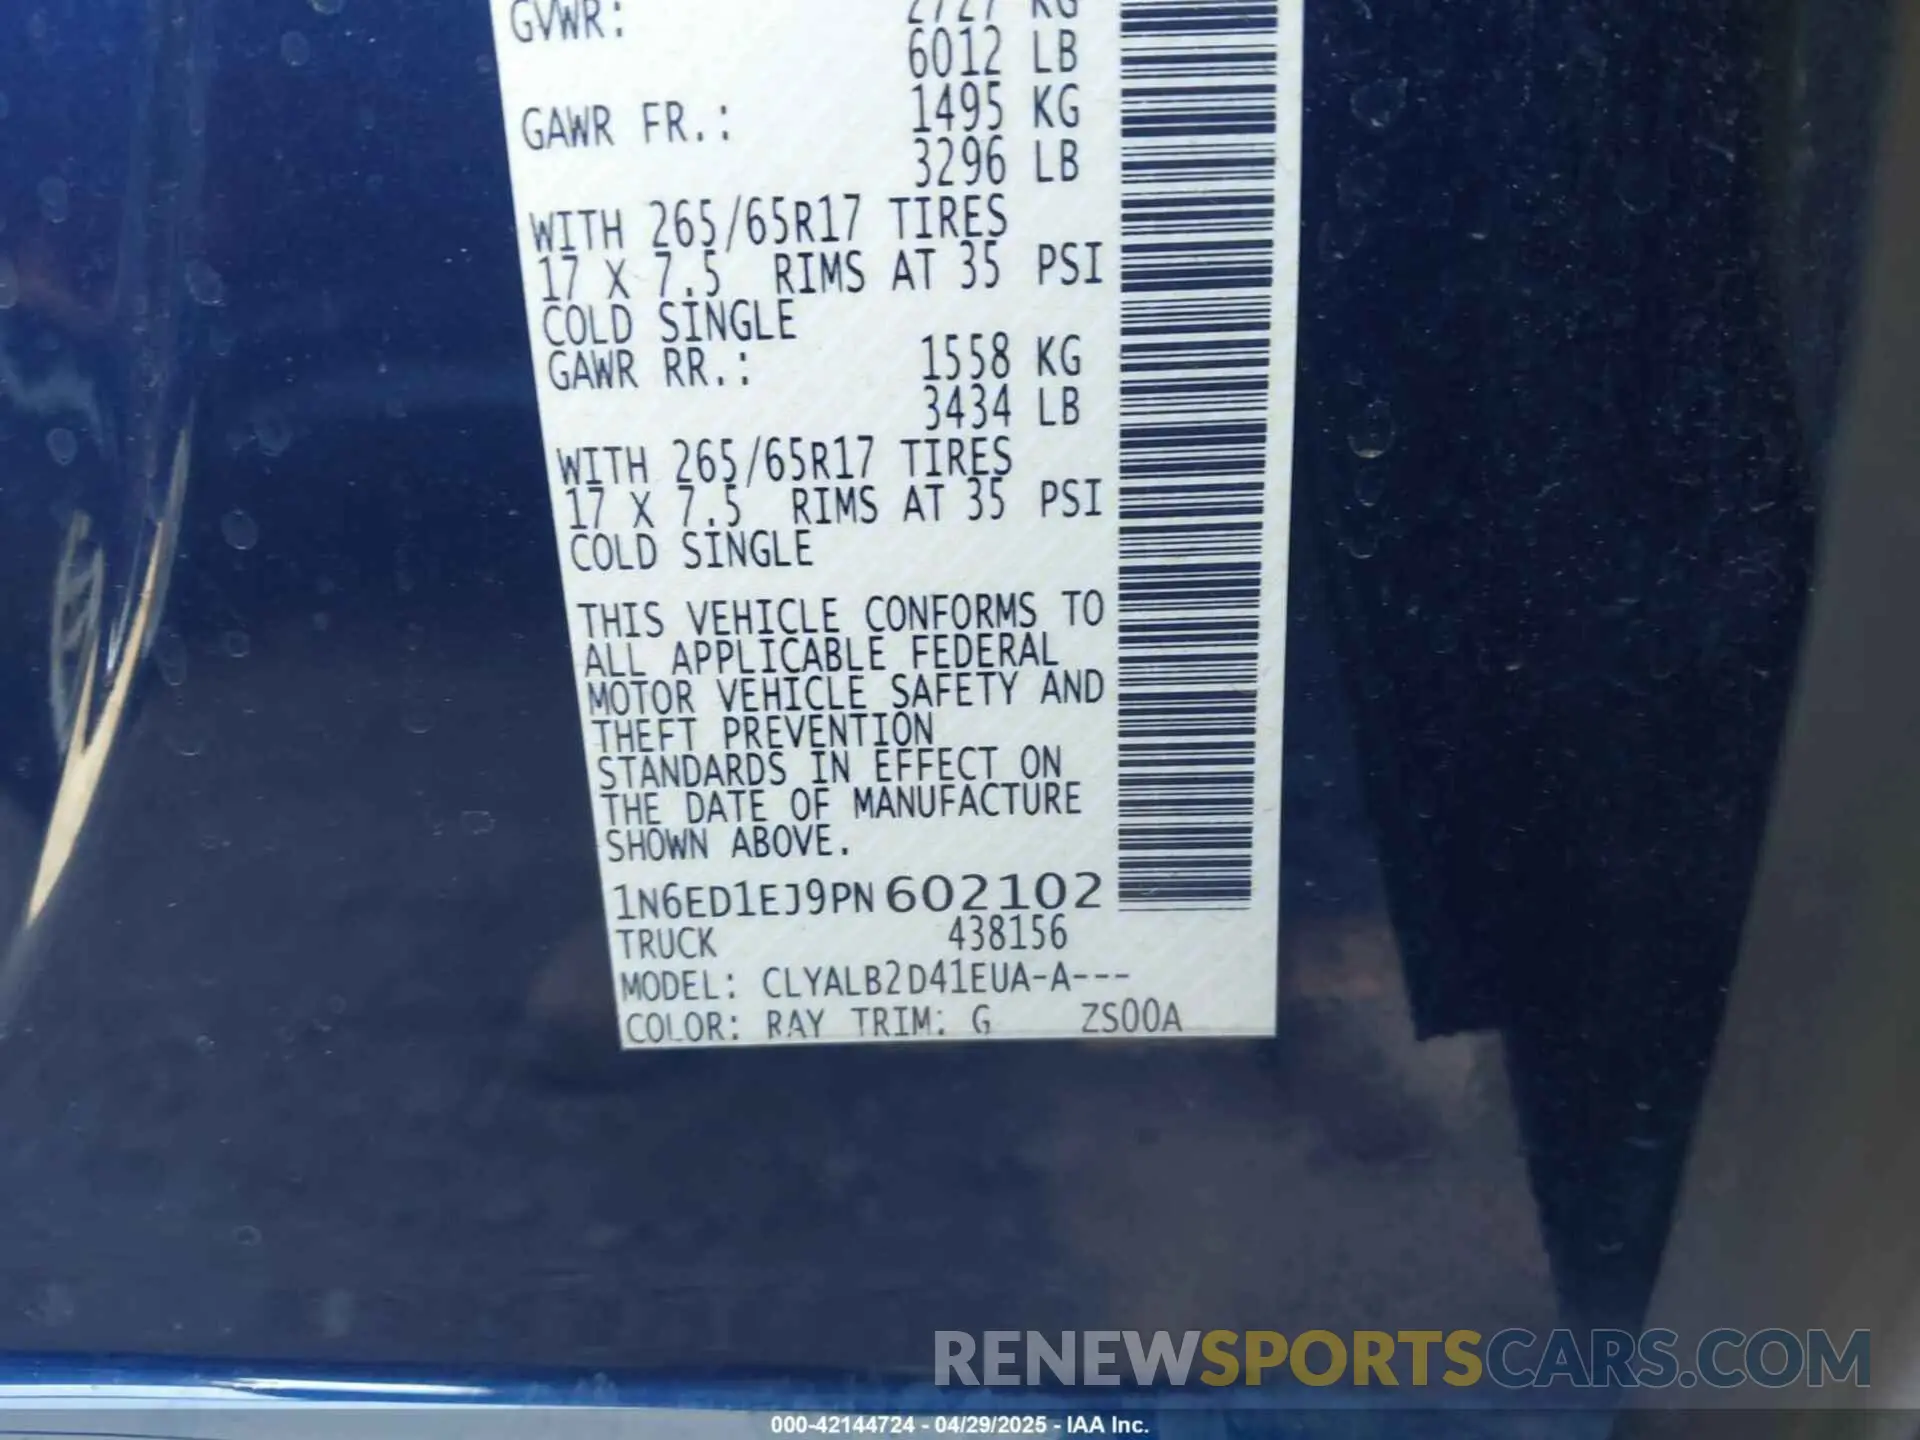 GVWR: 2727 KG
6012 LB
GAWR FR.: 1495 KG
3296 LB
WITH 265/65R17 TIRES
17 X 7.5 RIMS AT 35 PSI
COLD SINGLE
GAWR RR.: 1558 KG
3434 LB
WITH 265/65R17 TIRES
17 X 7.5 RIMS AT 35 PSI
COLD SINGLE
THIS VEHICLE CONFORMS TO
ALL APPLICABLE FEDERAL
MOTOR VEHICLE SAFETY AND
THEFT PREVENTION
STANDARDS IN EFFECT ON
THE DATE OF MANUFACTURE
SHOWN ABOVE.
1N6ED1EJ9PN602102
TRUCK 438156
MODEL: CLYALB2D41EUA-A---
COLOR: RAY TRIM: G ZS00A
RENEWSPORTSCARS.COM
000-42144724 - 04/29/2025 - IAA Inc.